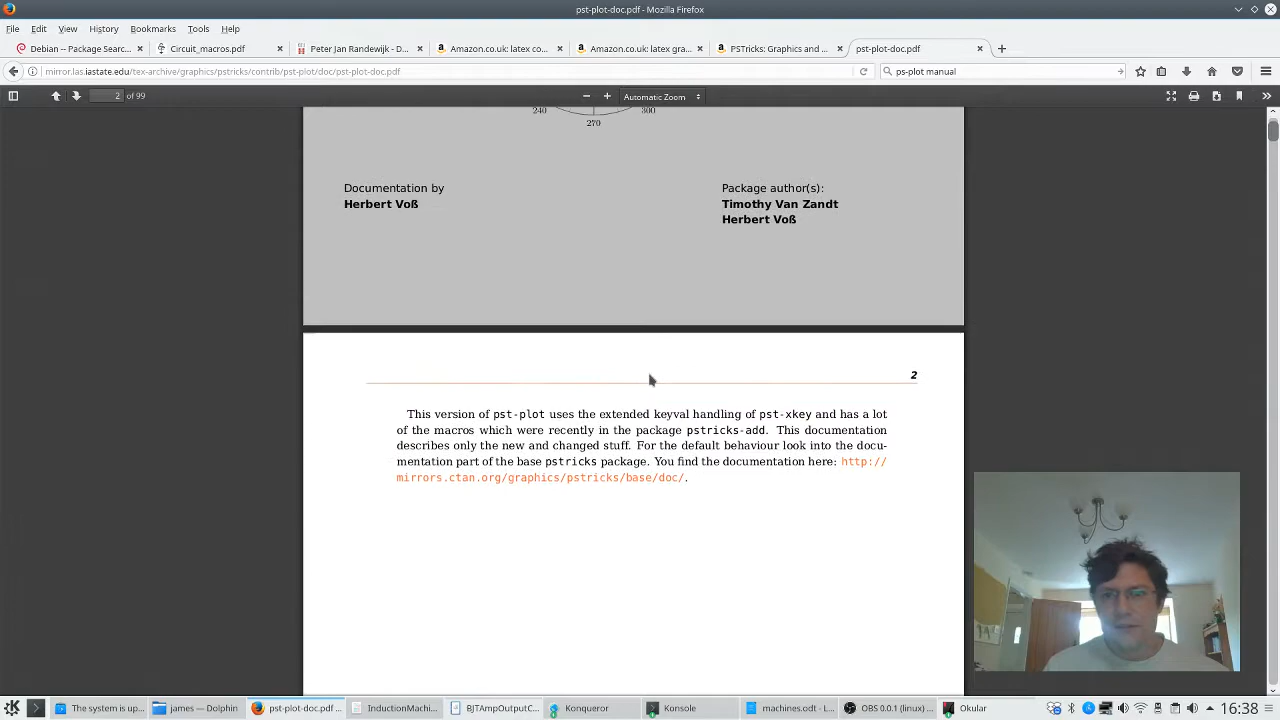 pst-plot-doc.pdf - Mozilla Firefox
File Edit View History Bookmarks Tools Help
Debian -- Package Searc...
Circuit_macros.pdf
Peter Jan Randewijk - D...
Amazon.co.uk: latex co...
Amazon.co.uk: latex gra...
PSTricks: Graphics and ...
pst-plot-doc.pdf
mirror.las.iastate.edu/tex-archive/graphics/pstricks/contrib/pst-plot/doc/pst-plot-doc.pdf
ps-plot manual
2 of 99
Automatic Zoom
240
300
270
Documentation by
Herbert Voß
Package author(s):
Timothy Van Zandt
Herbert Voß
2
This version of pst-plot uses the extended keyval handling of pst-xkey and has a lot
of the macros which were recently in the package pstricks-add. This documentation
describes only the new and changed stuff. For the default behaviour look into the docu-
mentation part of the base pstricks package. You find the documentation here: http://
mirrors.ctan.org/graphics/pstricks/base/doc/.
The system is up...
james — Dolphin
pst-plot-doc.pdf ...
InductionMachin...
BJTAmpOutputC...
Konqueror
Konsole
machines.odt - L...
OBS 0.0.1 (linux) ...
Okular
16:38